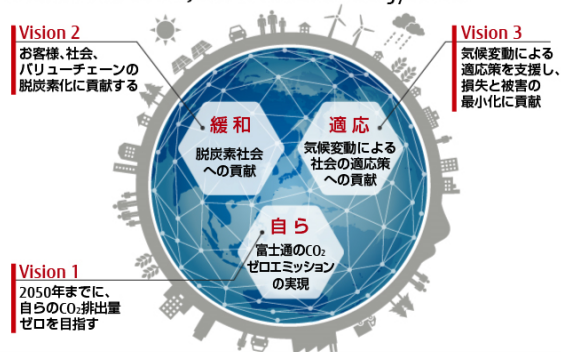 Vision 2
お客様、社会、
バリューチェーンの
脱炭素化に貢献する
Vision 3
気候変動による
適応策を支援し、
損失と被害の
最小化に貢献
緩和
脱炭素社会
への貢献
適応
気候変動による
社会の適応策
への貢献
自ら
富士通のCO₂
ゼロエミッション
の実現
Vision 1
2050年までに、
自らのCO₂排出量
ゼロを目指す